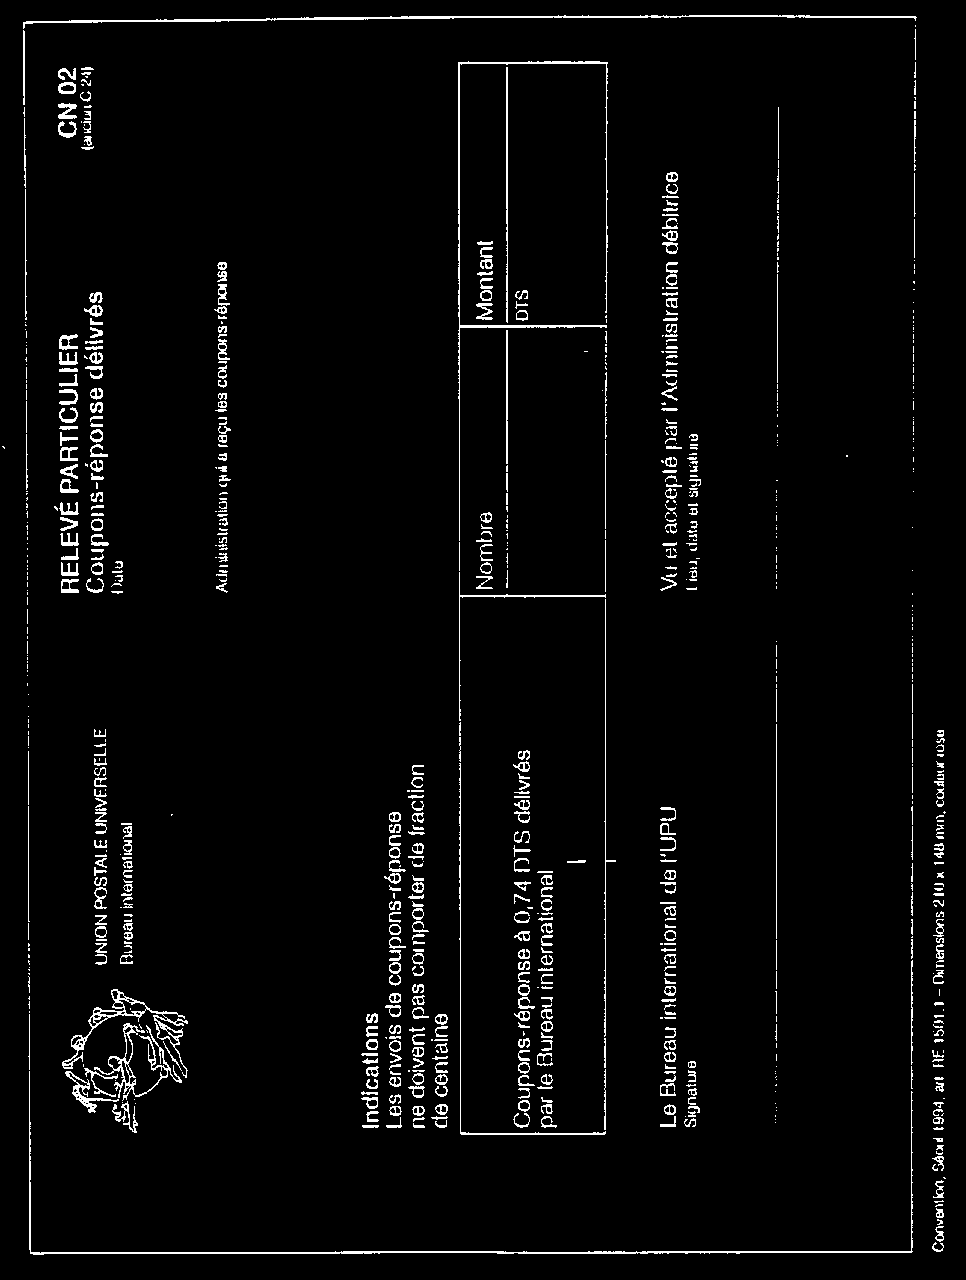 UNION POSTALE UNIVERSELLE
Bureau international
RELEVÉ PARTICULIER
Coupons-réponse délivrés
Date
CN 02
(ancien C 24)
Administration qui a reçu les coupons-réponse
Indications
Les envois de coupons-réponse
ne doivent pas comporter de fraction
de centaine
Nombre
Montant
DTS
Coupons-réponse à 0,74 DTS délivrés
par le Bureau international
Le Bureau international de l'UPU
Signature
Vu et accepté par l'Administration débitrice
Lieu, date et signature
Convention, Séoul 1994, art. RE 1501.1 – Dimensions 210 x 148 mm, couleur rose